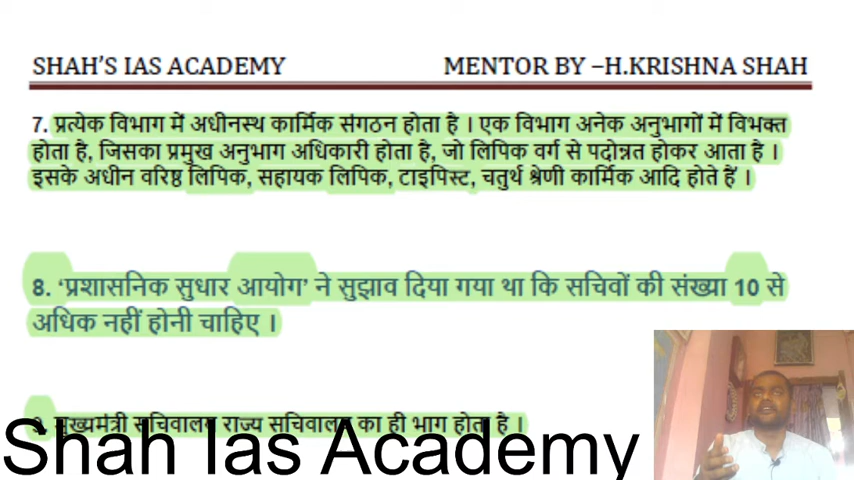 SHAH'S IAS ACADEMY MENTOR BY –H.KRISHNA SHAH
7. प्रत्येक विभाग में अधीनस्थ कार्मिक संगठन होता है । एक विभाग अनेक अनुभागों में विभक्त
होता है, जिसका प्रमुख अनुभाग अधिकारी होता है, जो लिपिक वर्ग से पदोन्नत होकर आता है ।
इसके अधीन वरिष्ठ लिपिक, सहायक लिपिक, टाइपिस्ट, चतुर्थ श्रेणी कार्मिक आदि होते हैं ।
8. ‘प्रशासनिक सुधार आयोग’ ने सुझाव दिया गया था कि सचिवों की संख्या 10 से
अधिक नहीं होनी चाहिए ।
9. मुख्यमंत्री सचिवालय राज्य सचिवालय का ही भाग होता है ।
Shah Ias Academy